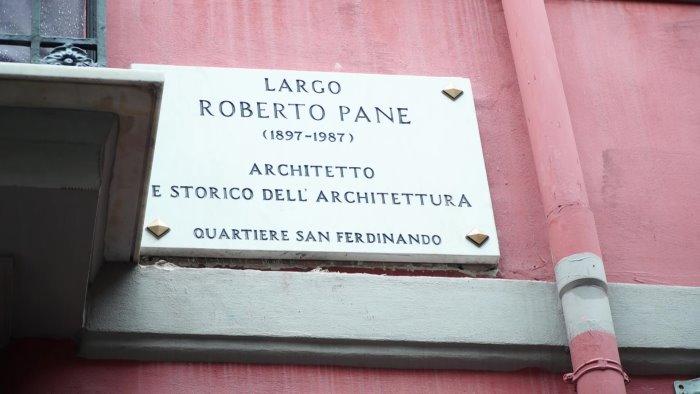 LARGO
ROBERTO PANE
(1897-1987)
ARCHITETTO
E STORICO DELL'ARCHITETTURA
QUARTIERE SAN FERDINANDO